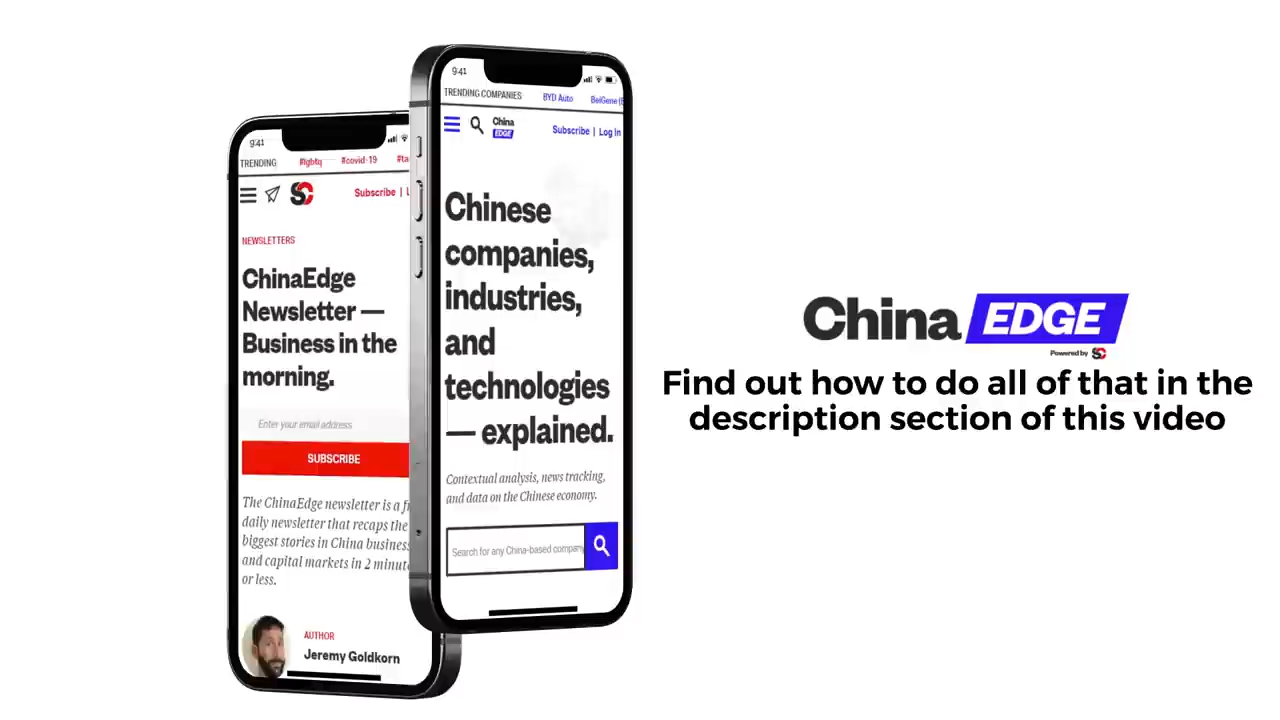 9:41
TRENDING #lgbtq #covid-19
SC Subscribe |
NEWSLETTERS
ChinaEdge
Newsletter —
Business in the
morning.
Enter your email address
SUBSCRIBE
The ChinaEdge newsletter is a
daily newsletter that recaps the
biggest stories in China business
and capital markets in 2
or less.
AUTHOR
Jeremy Goldkorn
9:41
TRENDING COMPANIES BYD Auto BeiGene
China
EDGE
Subscribe | Log In
Chinese
companies,
industries,
and
technologies
— explained.
Contextual analysis, news tracking,
and data on the Chinese economy.
Search for any China-based company
China EDGE
Powered by SC
Find out how to do all of that in the
description section of this video